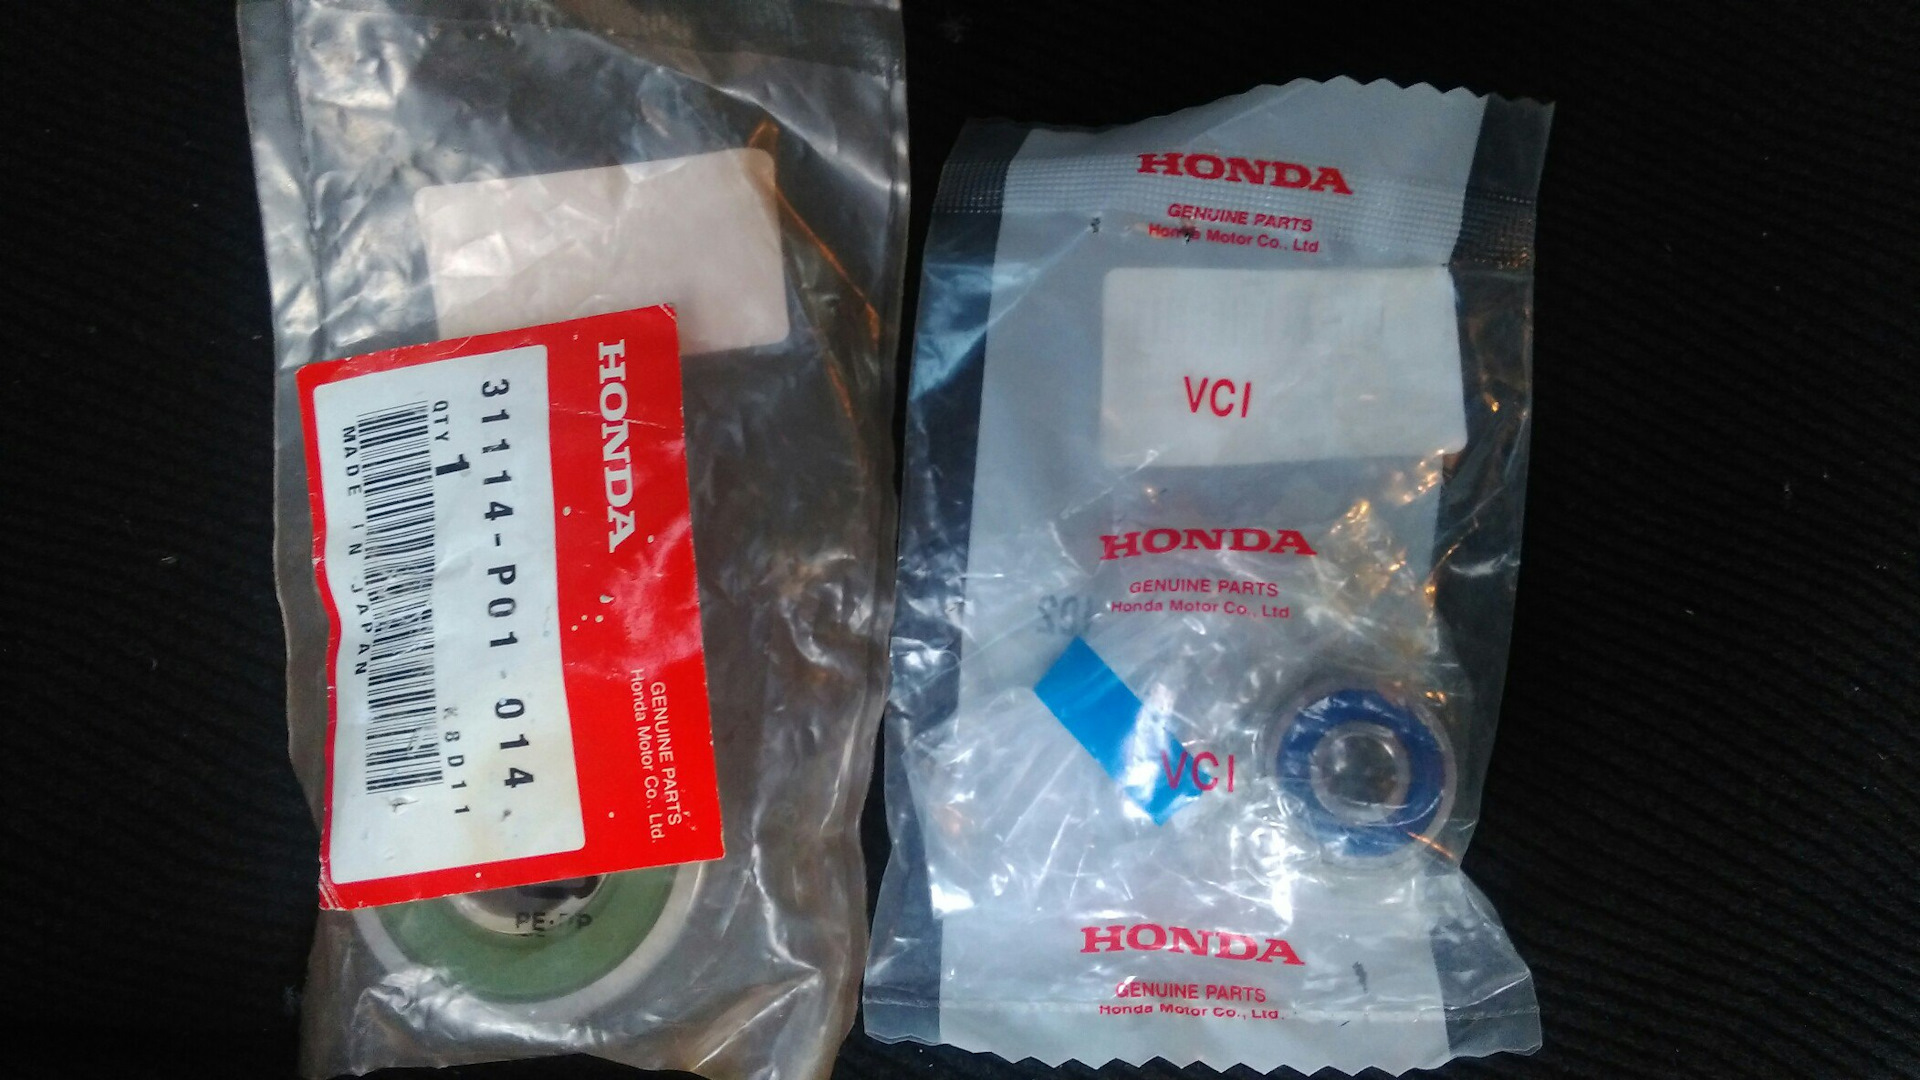 HONDA
GENUINE PARTS
Honda Motor Co., Ltd.
31114-P01-014
QTY 1
K8D11
MADE IN JAPAN
HONDA
GENUINE PARTS
Honda Motor Co., Ltd
VCI
HONDA
GENUINE PARTS
Honda Motor Co., Ltd
VCI
HONDA
GENUINE PARTS
Honda Motor Co., Ltd.